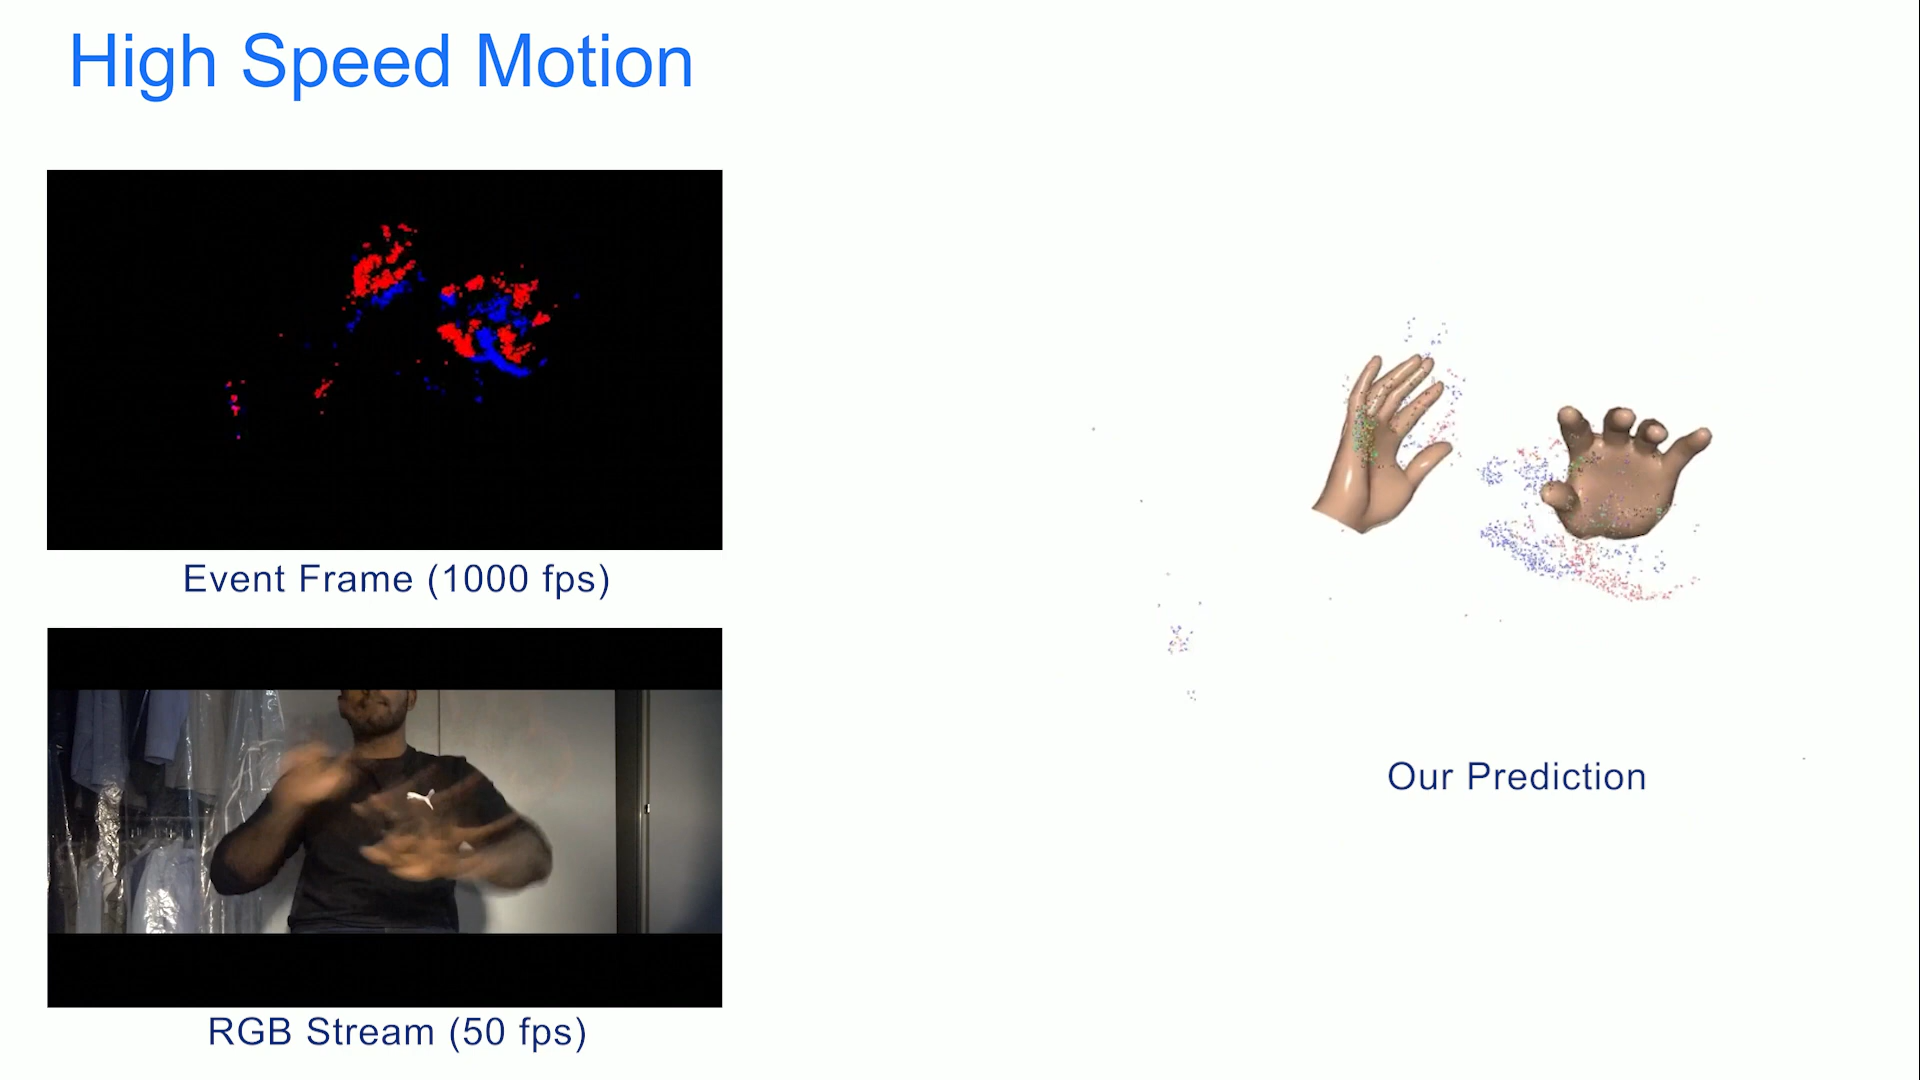 High Speed Motion
Event Frame (1000 fps)
RGB Stream (50 fps)
Our Prediction